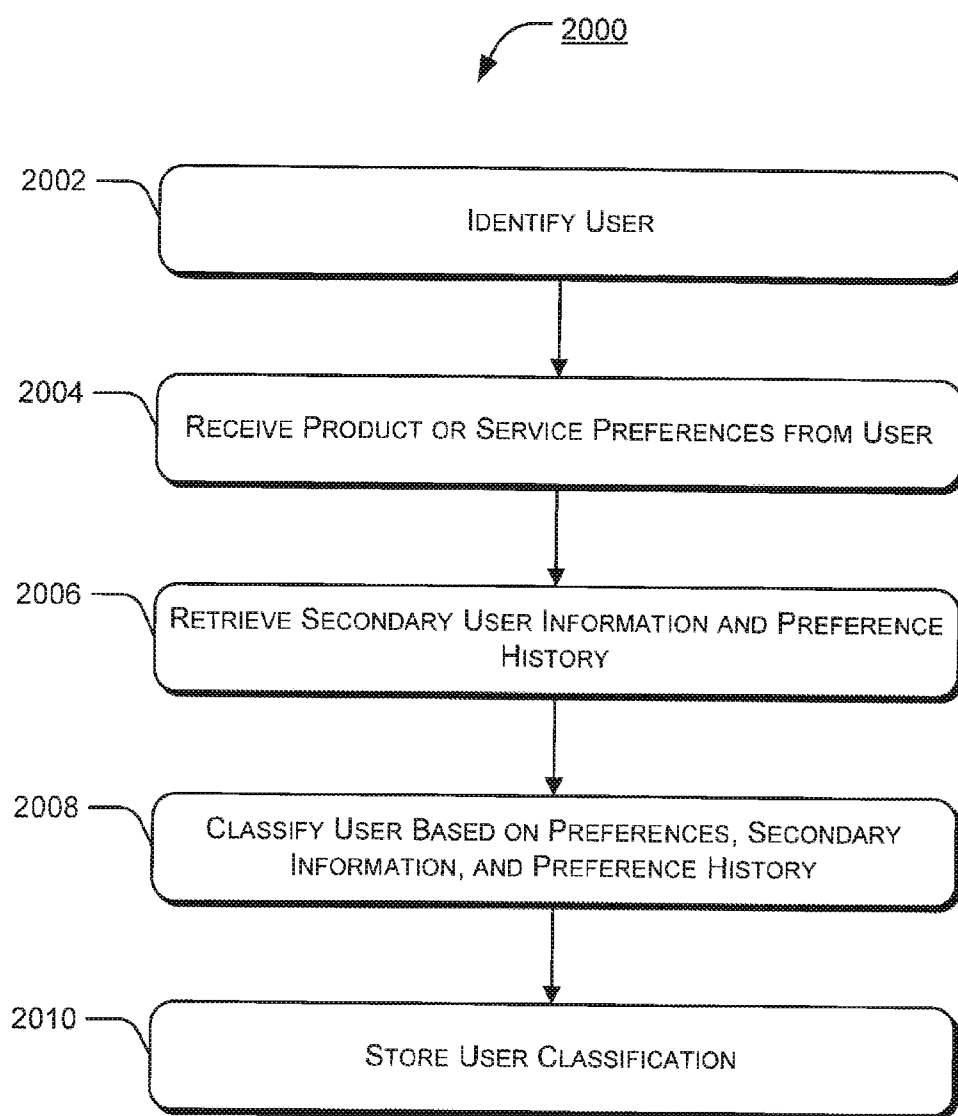 2000
2002
IDENTIFY USER
2004
RECEIVE PRODUCT OR SERVICE PREFERENCES FROM USER
2006
RETRIEVE SECONDARY USER INFORMATION AND PREFERENCE
HISTORY
2008
CLASSIFY USER BASED ON PREFERENCES, SECONDARY
INFORMATION, AND PREFERENCE HISTORY
2010
STORE USER CLASSIFICATION